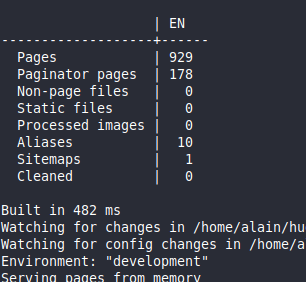 | EN
-------------------+------
Pages | 929
Paginator pages | 178
Non-page files | 0
Static files | 0
Processed images | 0
Aliases | 10
Sitemaps | 1
Cleaned | 0
Built in 482 ms
Watching for changes in /home/alain/hu
Watching for config changes in /home/a
Environment: "development"
Serving pages from memory